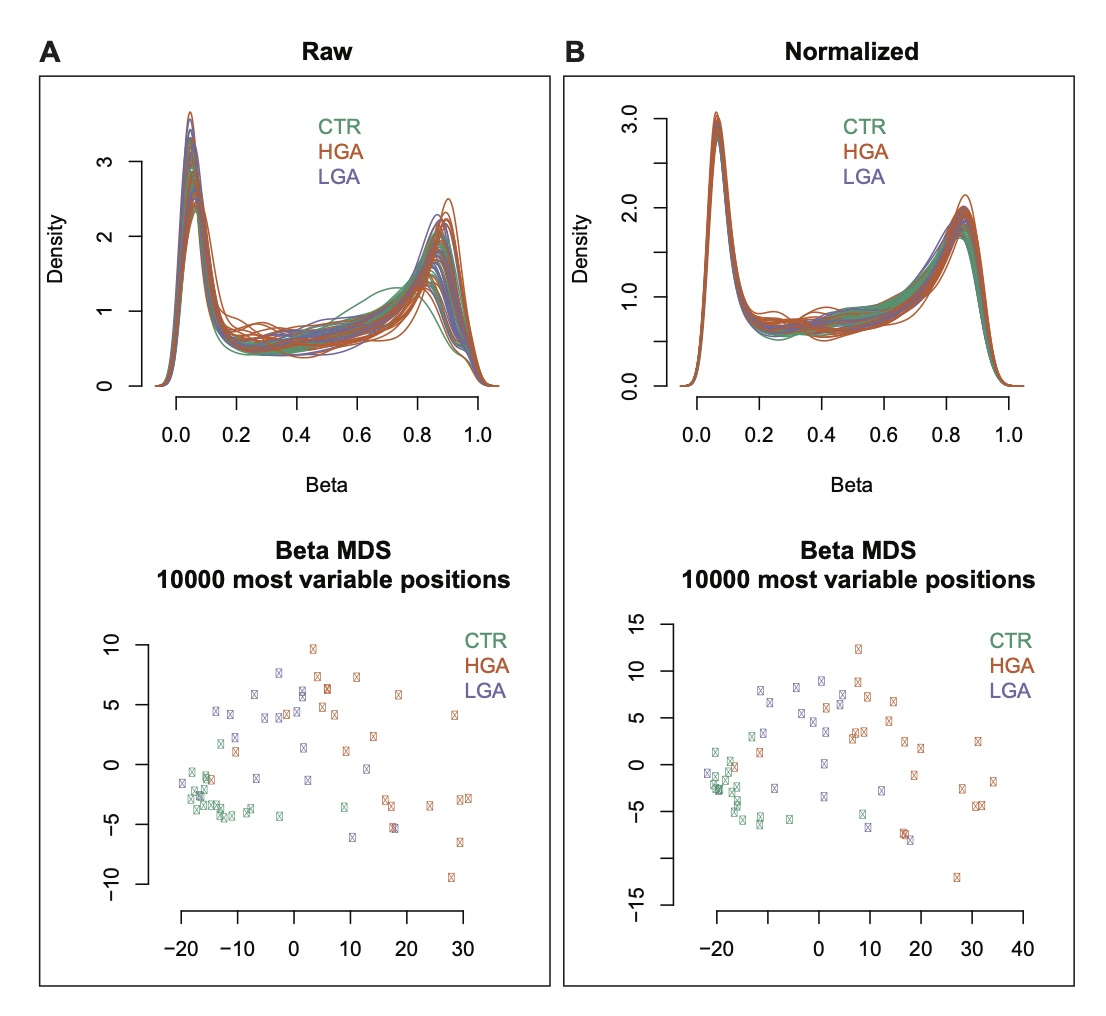 A
Raw
CTR
HGA
LGA
Density
3
2
1
0
0.0 0.2 0.4 0.6 0.8 1.0
Beta
Beta MDS
10000 most variable positions
CTR
HGA
LGA
10
5
0
−5
−10
−20 −10 0 10 20 30
B
Normalized
CTR
HGA
LGA
Density
3.0
2.0
1.0
0.0
0.0 0.2 0.4 0.6 0.8 1.0
Beta
Beta MDS
10000 most variable positions
CTR
HGA
LGA
15
10
5
0
−5
−15
−20 0 10 20 30 40